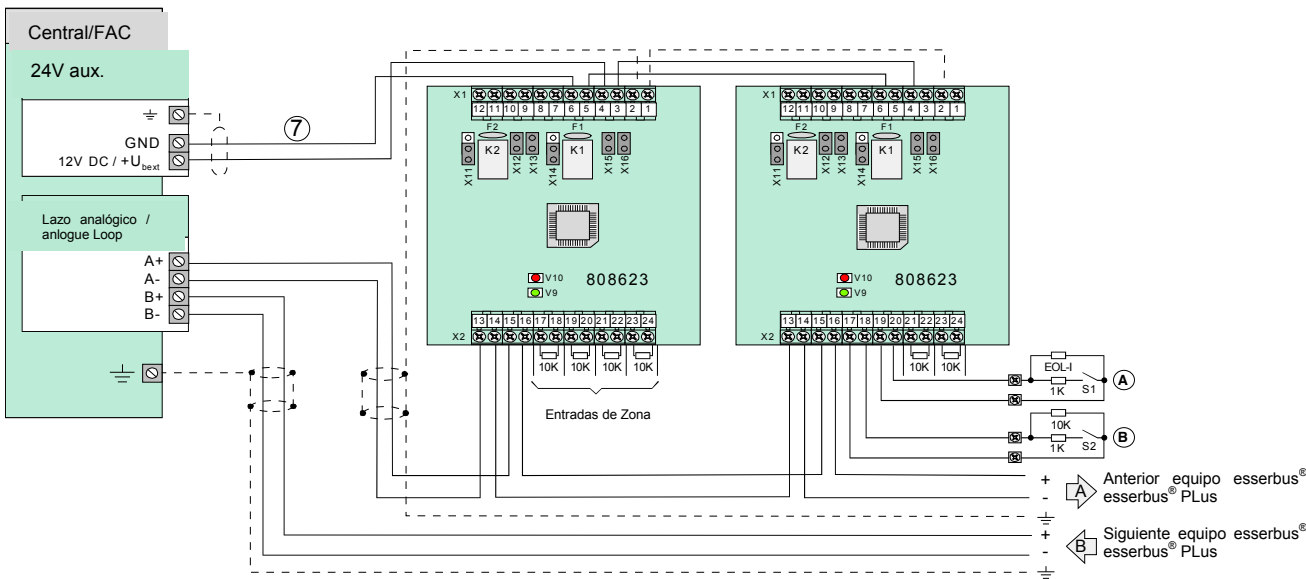 Central/FAC
24V aux.
⏚
GND
12V DC / +Ubext
⑦
Lazo analógico /
anlogue Loop
A+
A-
B+
B-
X1
12 11 10 9 8 7 6 5 4 3 2 1
F2 F1
K2 K1
X11 X12 X13 X14 X15 X16
V10
V9
808623
13 14 15 16 17 18 19 20 21 22 23 24
X2
10K 10K 10K 10K
Entradas de Zona
X1
12 11 10 9 8 7 6 5 4 3 2 1
F2 F1
K2 K1
X11 X12 X13 X14 X15 X16
V10
V9
808623
13 14 15 16 17 18 19 20 21 22 23 24
X2
10K 10K
EOL-I
1K S1
A
10K
1K S2
B
+
-
A
Anterior equipo esserbus®
esserbus® PLus
+
-
B
Siguiente equipo esserbus®
esserbus® PLus